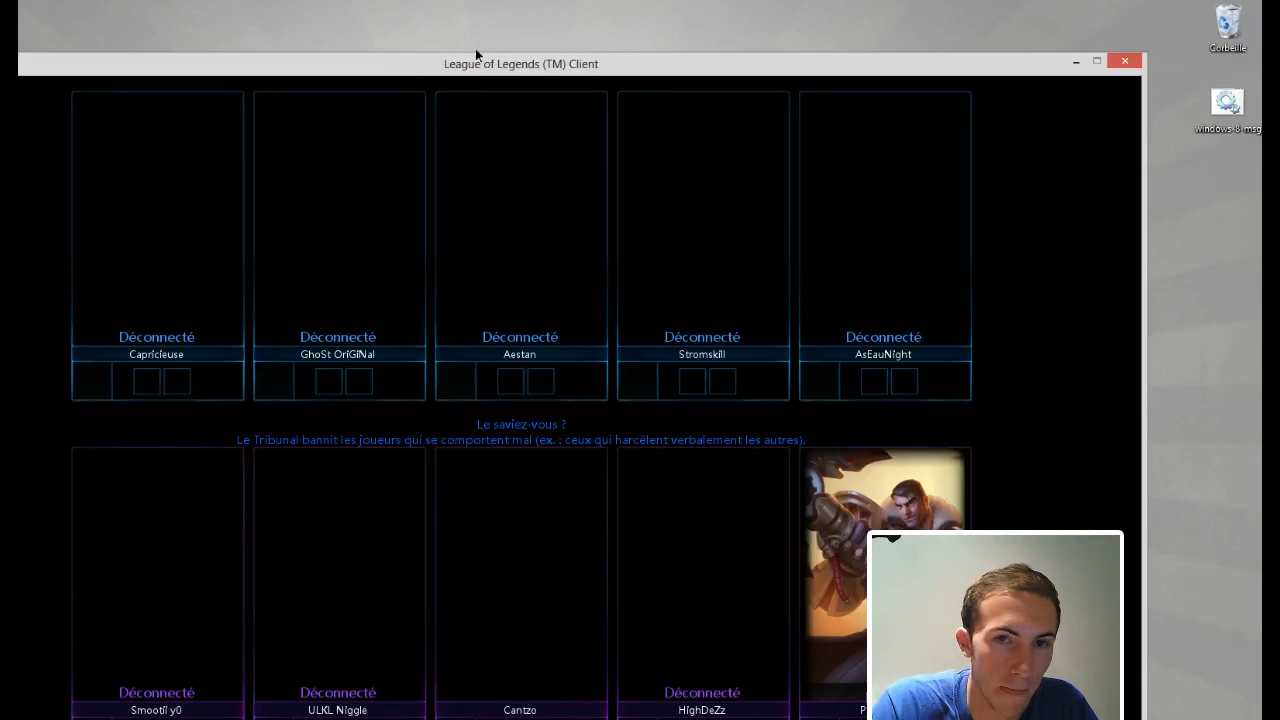 Corbeille
League of Legends (TM) Client
windows-8-msg
Déconnecté
Déconnecté
Déconnecté
Déconnecté
Déconnecté
Capricieuse
GhoSt OriGiNal
Aestan
Stromskill
AsEauNight
Le saviez-vous ?
Le Tribunal bannit les joueurs qui se comportent mal (ex. : ceux qui harcèlent verbalement les autres).
Déconnecté
Déconnecté
Déconnecté
Smootii y0
ULKL Niggle
Cantzo
HighDeZz